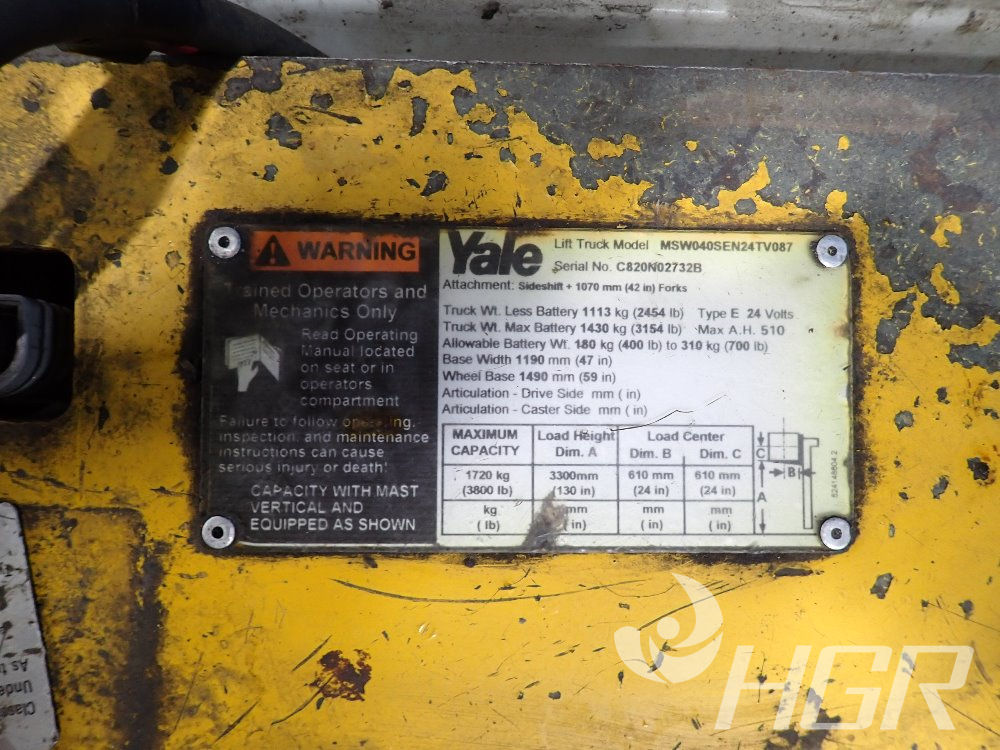 WARNING
Trained Operators and
Mechanics Only
Read Operating
Manual located
on seat or in
operators
compartment
Failure to follow operating,
inspection, and maintenance
instructions can cause
serious injury or death!
CAPACITY WITH MAST
VERTICAL AND
EQUIPPED AS SHOWN
Yale Lift Truck Model MSW040SEN24TV087
Serial No. C820N02732B
Attachment: Sideshift + 1070 mm (42 in) Forks
Truck Wt. Less Battery 1113 kg (2454 lb) Type E 24 Volts
Truck Wt. Max Battery 1430 kg (3154 lb) Max A.H. 510
Allowable Battery Wt. 180 kg (400 lb) to 310 kg (700 lb)
Base Width 1190 mm (47 in)
Wheel Base 1490 mm (59 in)
Articulation - Drive Side mm ( in)
Articulation - Caster Side mm ( in)
MAXIMUM CAPACITY Load Height Dim. A Load Center Dim. B Dim. C
1720 kg 3300mm 610 mm 610 mm
(3800 lb) (130 in) (24 in) (24 in)
kg mm mm mm
( lb) ( in) ( in) ( in)
C
B
A
524148604 2
Class
Unde
As t
HGR